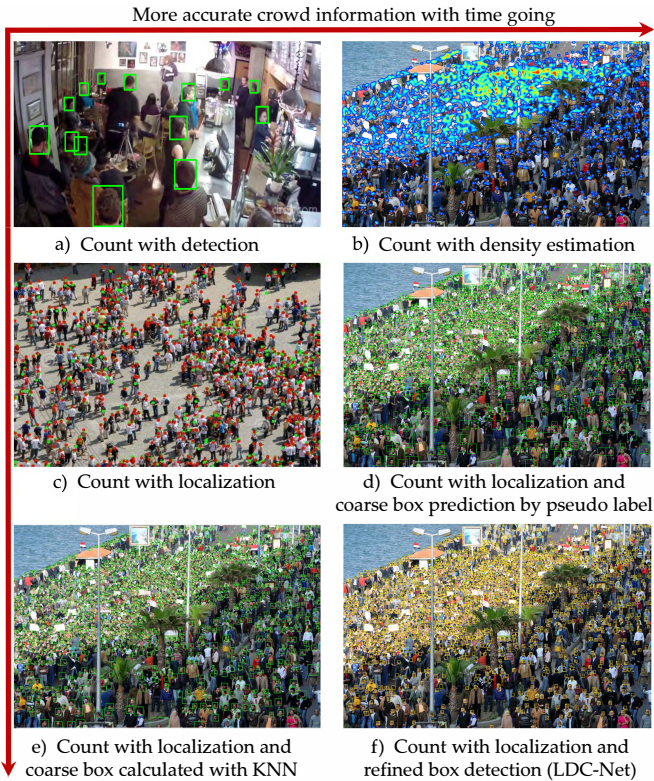 More accurate crowd information with time going
a) Count with detection
b) Count with density estimation
c) Count with localization
d) Count with localization and
coarse box prediction by pseudo label
e) Count with localization and
coarse box calculated with KNN
f) Count with localization and
refined box detection (LDC-Net)